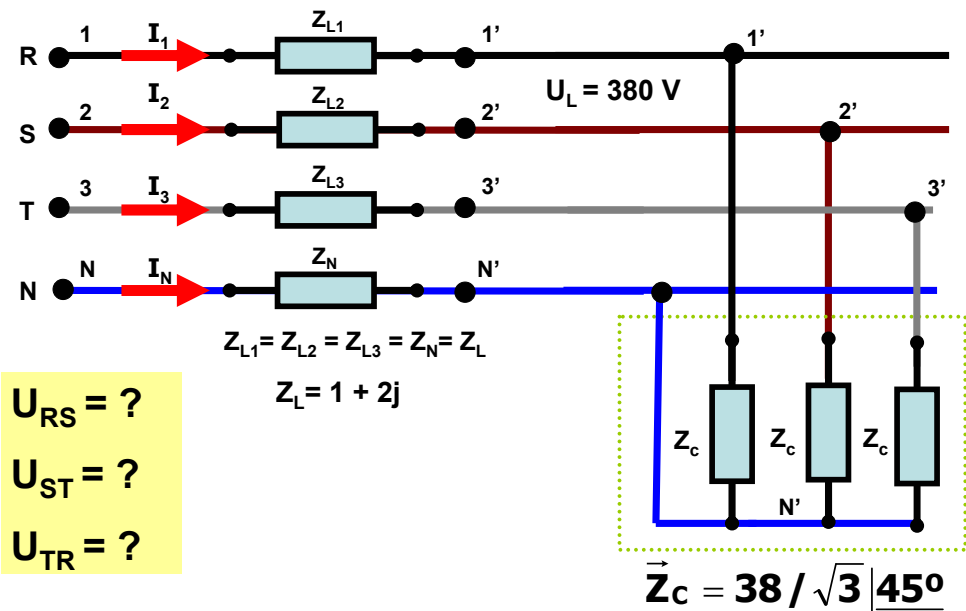 R 1 I1 ZL1 1’ 1’
UL = 380 V
S 2 I2 ZL2 2’ 2’
T 3 I3 ZL3 3’ 3’
N N IN ZN N’
ZL1= ZL2 = ZL3 = ZN= ZL
ZL= 1 + 2j
URS = ?
UST = ?
UTR = ?
Zc Zc Zc
N’
Z⃗C = 38 / √3 |45º